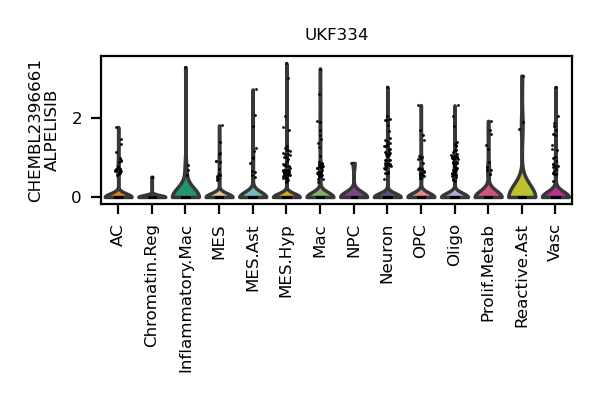 UKF334
CHEMBL2396661
ALPELISIB
2
0
AC
Chromatin.Reg
Inflammatory.Mac
MES
MES.Ast
MES.Hyp
Mac
NPC
Neuron
OPC
Oligo
Prolif.Metab
Reactive.Ast
Vasc